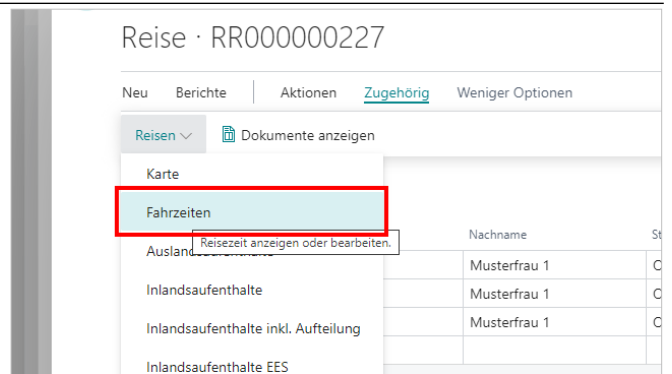 Reise · RR000000227
Neu Berichte Aktionen Zugehörig Weniger Optionen
Reisen Dokumente anzeigen
Karte
Fahrzeiten
Reisezeit anzeigen oder bearbeiten.
Nachname
Musterfrau 1
Inlandsaufenthalte Musterfrau 1
Inlandsaufenthalte inkl. Aufteilung Musterfrau 1
Inlandsaufenthalte EES